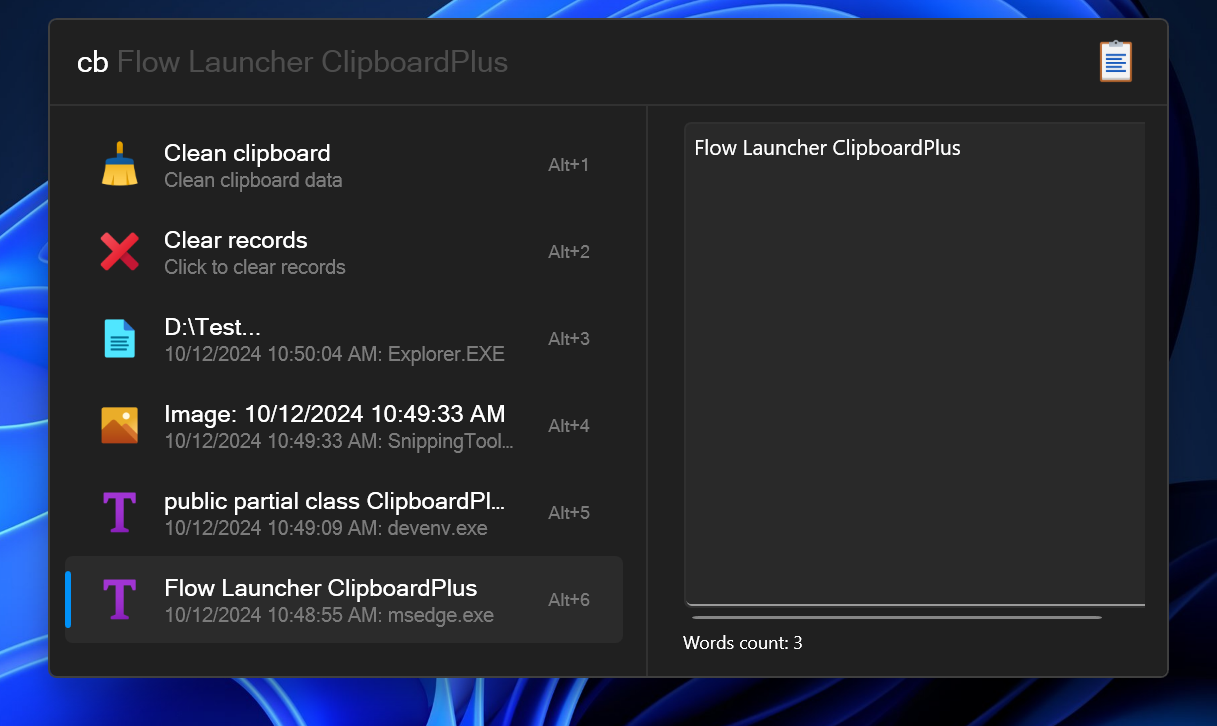 cb Flow Launcher ClipboardPlus
Clean clipboard
Clean clipboard data
Alt+1
Clear records
Click to clear records
Alt+2
D:\Test...
10/12/2024 10:50:04 AM: Explorer.EXE
Alt+3
Image: 10/12/2024 10:49:33 AM
10/12/2024 10:49:33 AM: SnippingTool...
Alt+4
public partial class ClipboardPl...
10/12/2024 10:49:09 AM: devenv.exe
Alt+5
Flow Launcher ClipboardPlus
10/12/2024 10:48:55 AM: msedge.exe
Alt+6
Flow Launcher ClipboardPlus
Words count: 3